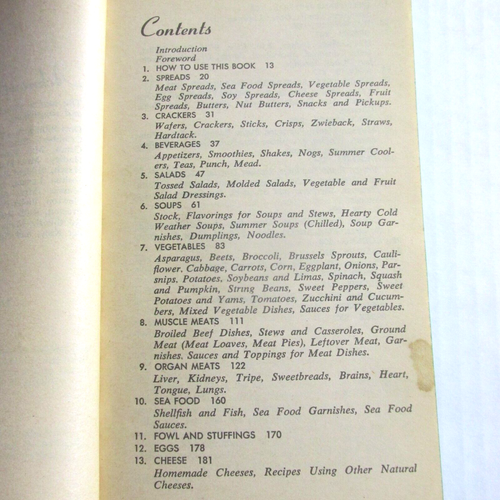 Contents
Introduction
Foreword
1. HOW TO USE THIS BOOK 13
2. SPREADS 20
Meat Spreads, Sea Food Spreads, Vegetable Spreads,
Egg Spreads, Soy Spreads, Cheese Spreads, Fruit
Spreads, Butters, Nut Butters, Snacks and Pickups.
3. CRACKERS 31
Wafers, Crackers, Sticks, Crisps, Zwieback, Straws,
Hardtack.
4. BEVERAGES 37
Appetizers, Smoothies, Shakes, Nogs, Summer Cool-
ers, Teas, Punch, Mead.
5. SALADS 47
Tossed Salads, Molded Salads, Vegetable and Fruit
Salad Dressings.
6. SOUPS 61
Stock, Flavorings for Soups and Stews, Hearty Cold
Weather Soups, Summer Soups (Chilled), Soup Gar-
nishes, Dumplings, Noodles.
7. VEGETABLES 83
Asparagus, Beets, Broccoli, Brussels Sprouts, Cauli-
flower. Cabbage, Carrots, Corn, Eggplant, Onions, Par-
snips. Potatoes. Soybeans and Limas, Spinach, Squash
and Pumpkin, String Beans, Sweet Peppers, Sweet
Potatoes and Yams, Tomatoes, Zucchini and Cucum-
bers, Mixed Vegetable Dishes, Sauces for Vegetables.
8. MUSCLE MEATS 111
Broiled Beef Dishes, Stews and Casseroles, Ground
Meat (Meat Loaves, Meat Pies), Leftover Meat, Gar-
nishes. Sauces and Toppings for Meat Dishes.
9. ORGAN MEATS 122
Liver, Kidneys, Tripe, Sweetbreads, Brains, Heart,
Tongue, Lungs.
10. SEA FOOD 160
Shellfish and Fish, Sea Food Garnishes, Sea Food
Sauces.
11. FOWL AND STUFFINGS 170
12. EGGS 178
13. CHEESE 181
Homemade Cheeses, Recipes Using Other Natural
Cheeses.